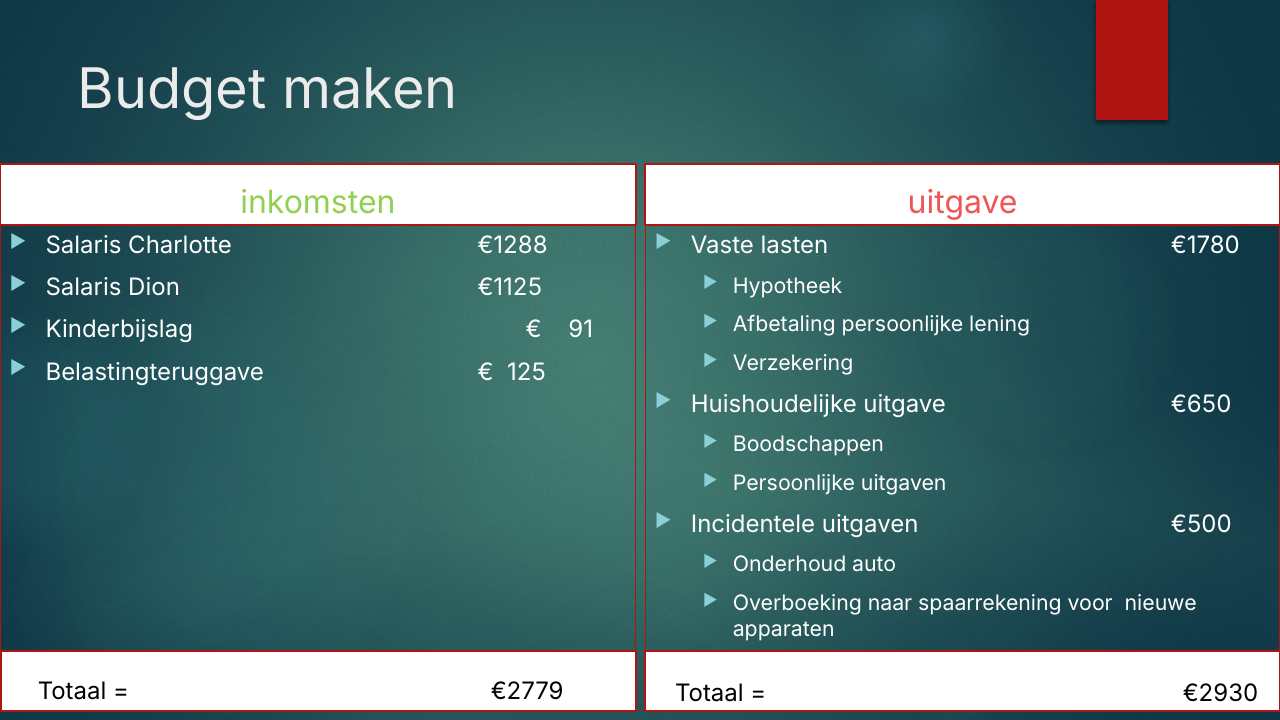 Budget maken
inkomsten
Salaris Charlotte €1288
Salaris Dion €1125
Kinderbijslag € 91
Belastingteruggave € 125
Totaal = €2779
uitgave
Vaste lasten €1780
Hypotheek
Afbetaling persoonlijke lening
Verzekering
Huishoudelijke uitgave €650
Boodschappen
Persoonlijke uitgaven
Incidentele uitgaven €500
Onderhoud auto
Overboeking naar spaarrekening voor nieuwe
apparaten
Totaal = €2930